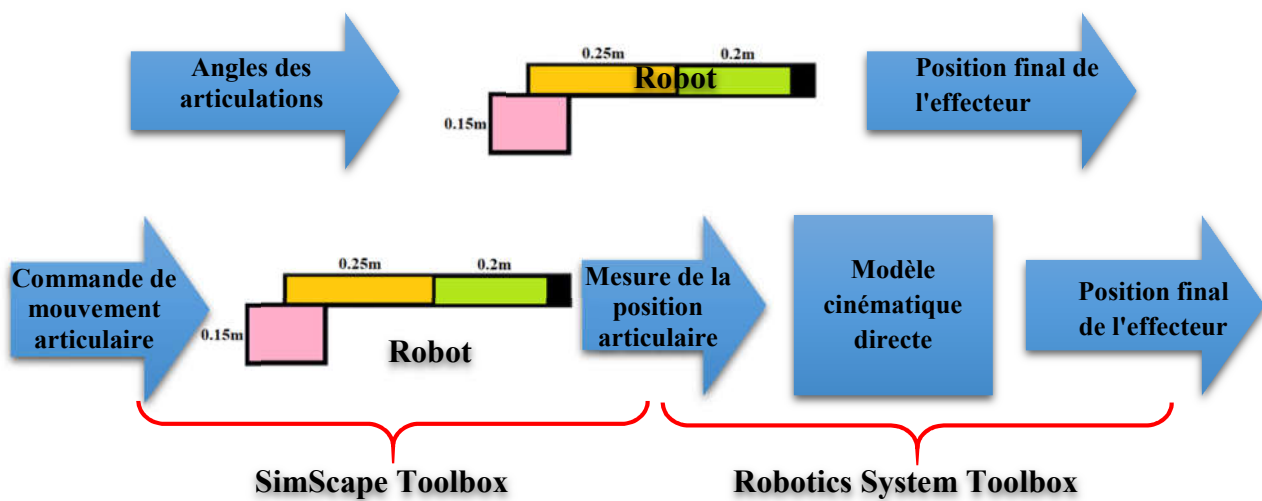 Angles des
articulations
0.25m
0.2m
Robot
0.15m
Position final de
l'effecteur
Commande de
mouvement
articulaire
0.25m
0.2m
0.15m
Robot
Mesure de la
position
articulaire
Modèle
cinématique
directe
Position final
de l'effecteur
SimScape Toolbox
Robotics System Toolbox